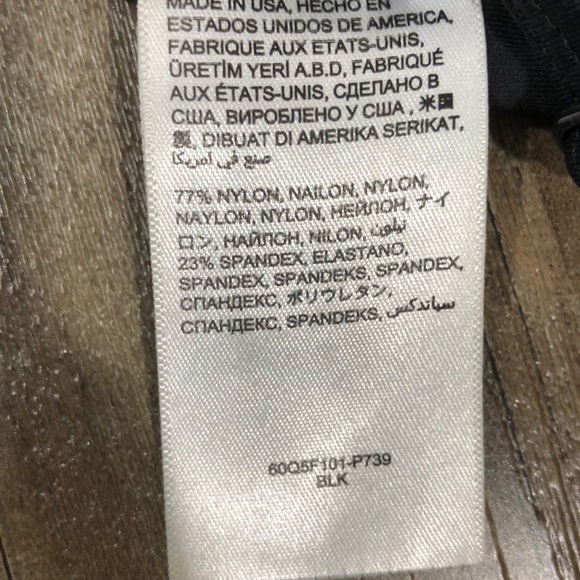 MADE IN USA, HECHO EN
ESTADOS UNIDOS DE AMERICA,
FABRIQUE AUX ETATS-UNIS,
ÜRETİM YERİ A.B.D, FABRIQUÉ
AUX ÉTATS-UNIS, СДЕЛАНО В
США, ВИРОБЛЕНО У США , 米国
製, DIBUAT DI AMERIKA SERIKAT,
صنع في أمريكا
77% NYLON, NAILON, NYLON,
NAYLON, NYLON, НЕЙЛОН, ナイ
ロン, НАЙЛОН, NILON, نيلون
23% SPANDEX, ELASTANO,
SPANDEX, SPANDEKS, SPANDEX,
СПАНДЕКС, ポリウレタン,
СПАНДЕКС, SPANDEKS, سباندكس
60Q5F101-P739
BLK